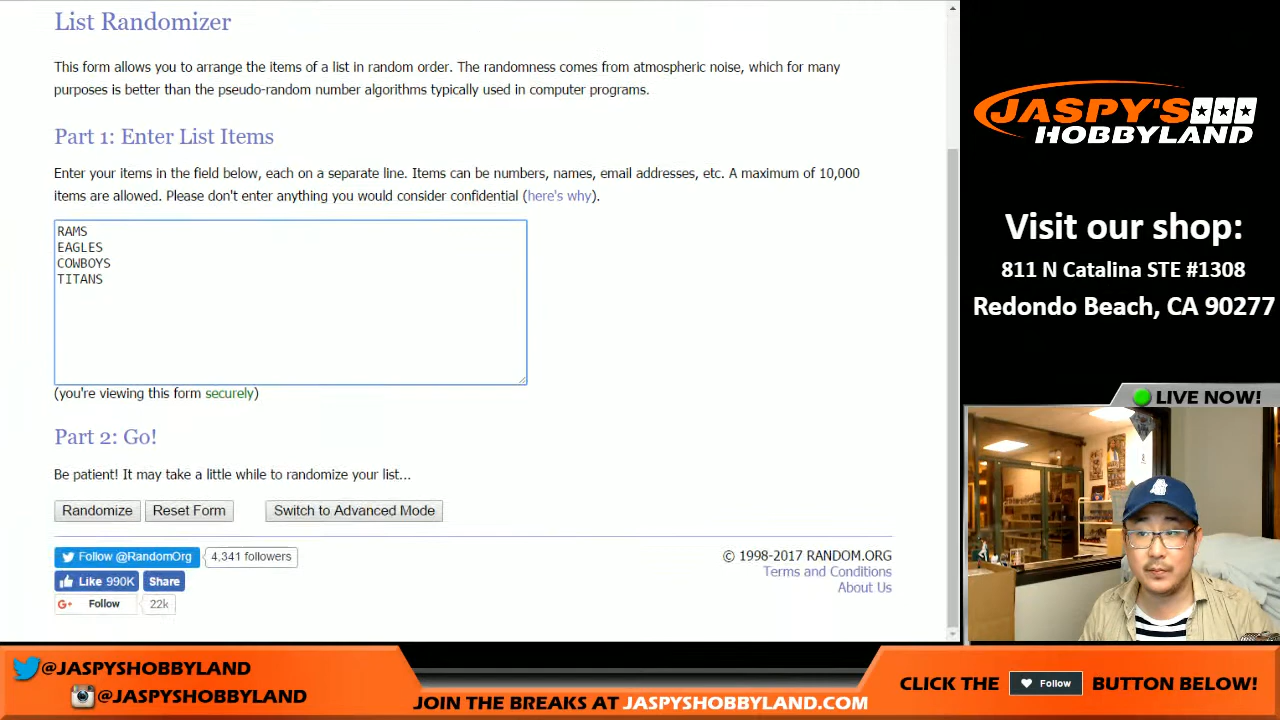 List Randomizer
This form allows you to arrange the items of a list in random order. The randomness comes from atmospheric noise, which for many
purposes is better than the pseudo-random number algorithms typically used in computer programs.
Part 1: Enter List Items
Enter your items in the field below, each on a separate line. Items can be numbers, names, email addresses, etc. A maximum of 10,000
items are allowed. Please don't enter anything you would consider confidential (here's why).
RAMS
EAGLES
COWBOYS
TITANS
(you're viewing this form securely)
Part 2: Go!
Be patient! It may take a little while to randomize your list...
Randomize Reset Form Switch to Advanced Mode
Follow @RandomOrg 4,341 followers
Like 990K Share
G+ Follow 22k
© 1998-2017 RANDOM.ORG
Terms and Conditions
About Us
JASPY'S
HOBBYLAND
Visit our shop:
811 N Catalina STE #1308
Redondo Beach, CA 90277
LIVE NOW!
@JASPYSHOBBYLAND
@JASPYSHOBBYLAND
JOIN THE BREAKS AT JASPYSHOBBYLAND.COM
CLICK THE Follow BUTTON BELOW!